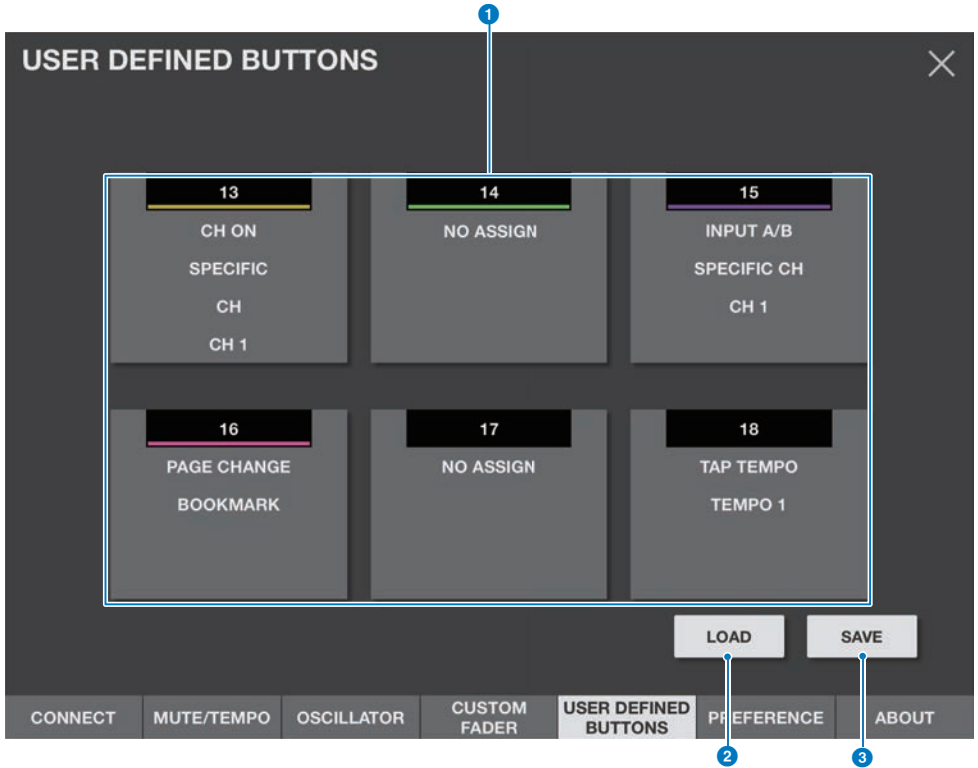 1
USER DEFINED BUTTONS
13
CH ON
SPECIFIC
CH
CH 1
14
NO ASSIGN
15
INPUT A/B
SPECIFIC CH
CH 1
16
PAGE CHANGE
BOOKMARK
17
NO ASSIGN
18
TAP TEMPO
TEMPO 1
LOAD
SAVE
CONNECT
MUTE/TEMPO
OSCILLATOR
CUSTOM
FADER
USER DEFINED
BUTTONS
PREFERENCE
ABOUT
2
3